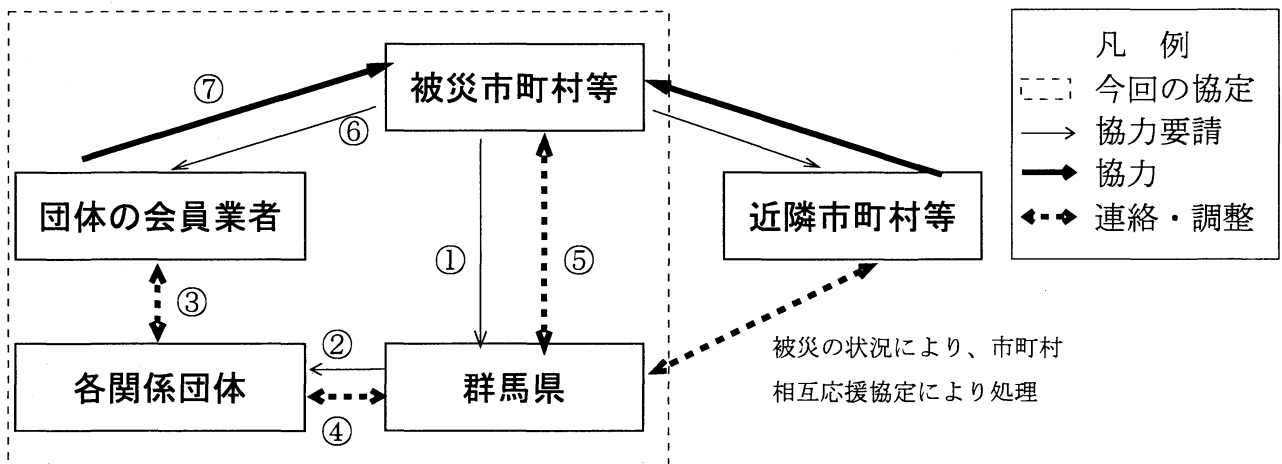 被災市町村等
⑦
⑥
団体の会員業者
近隣市町村等
①
⑤
③
②
各関係団体
群馬県
④
被災の状況により、市町村
相互応援協定により処理
凡 例
今回の協定
協力要請
協力
連絡・調整